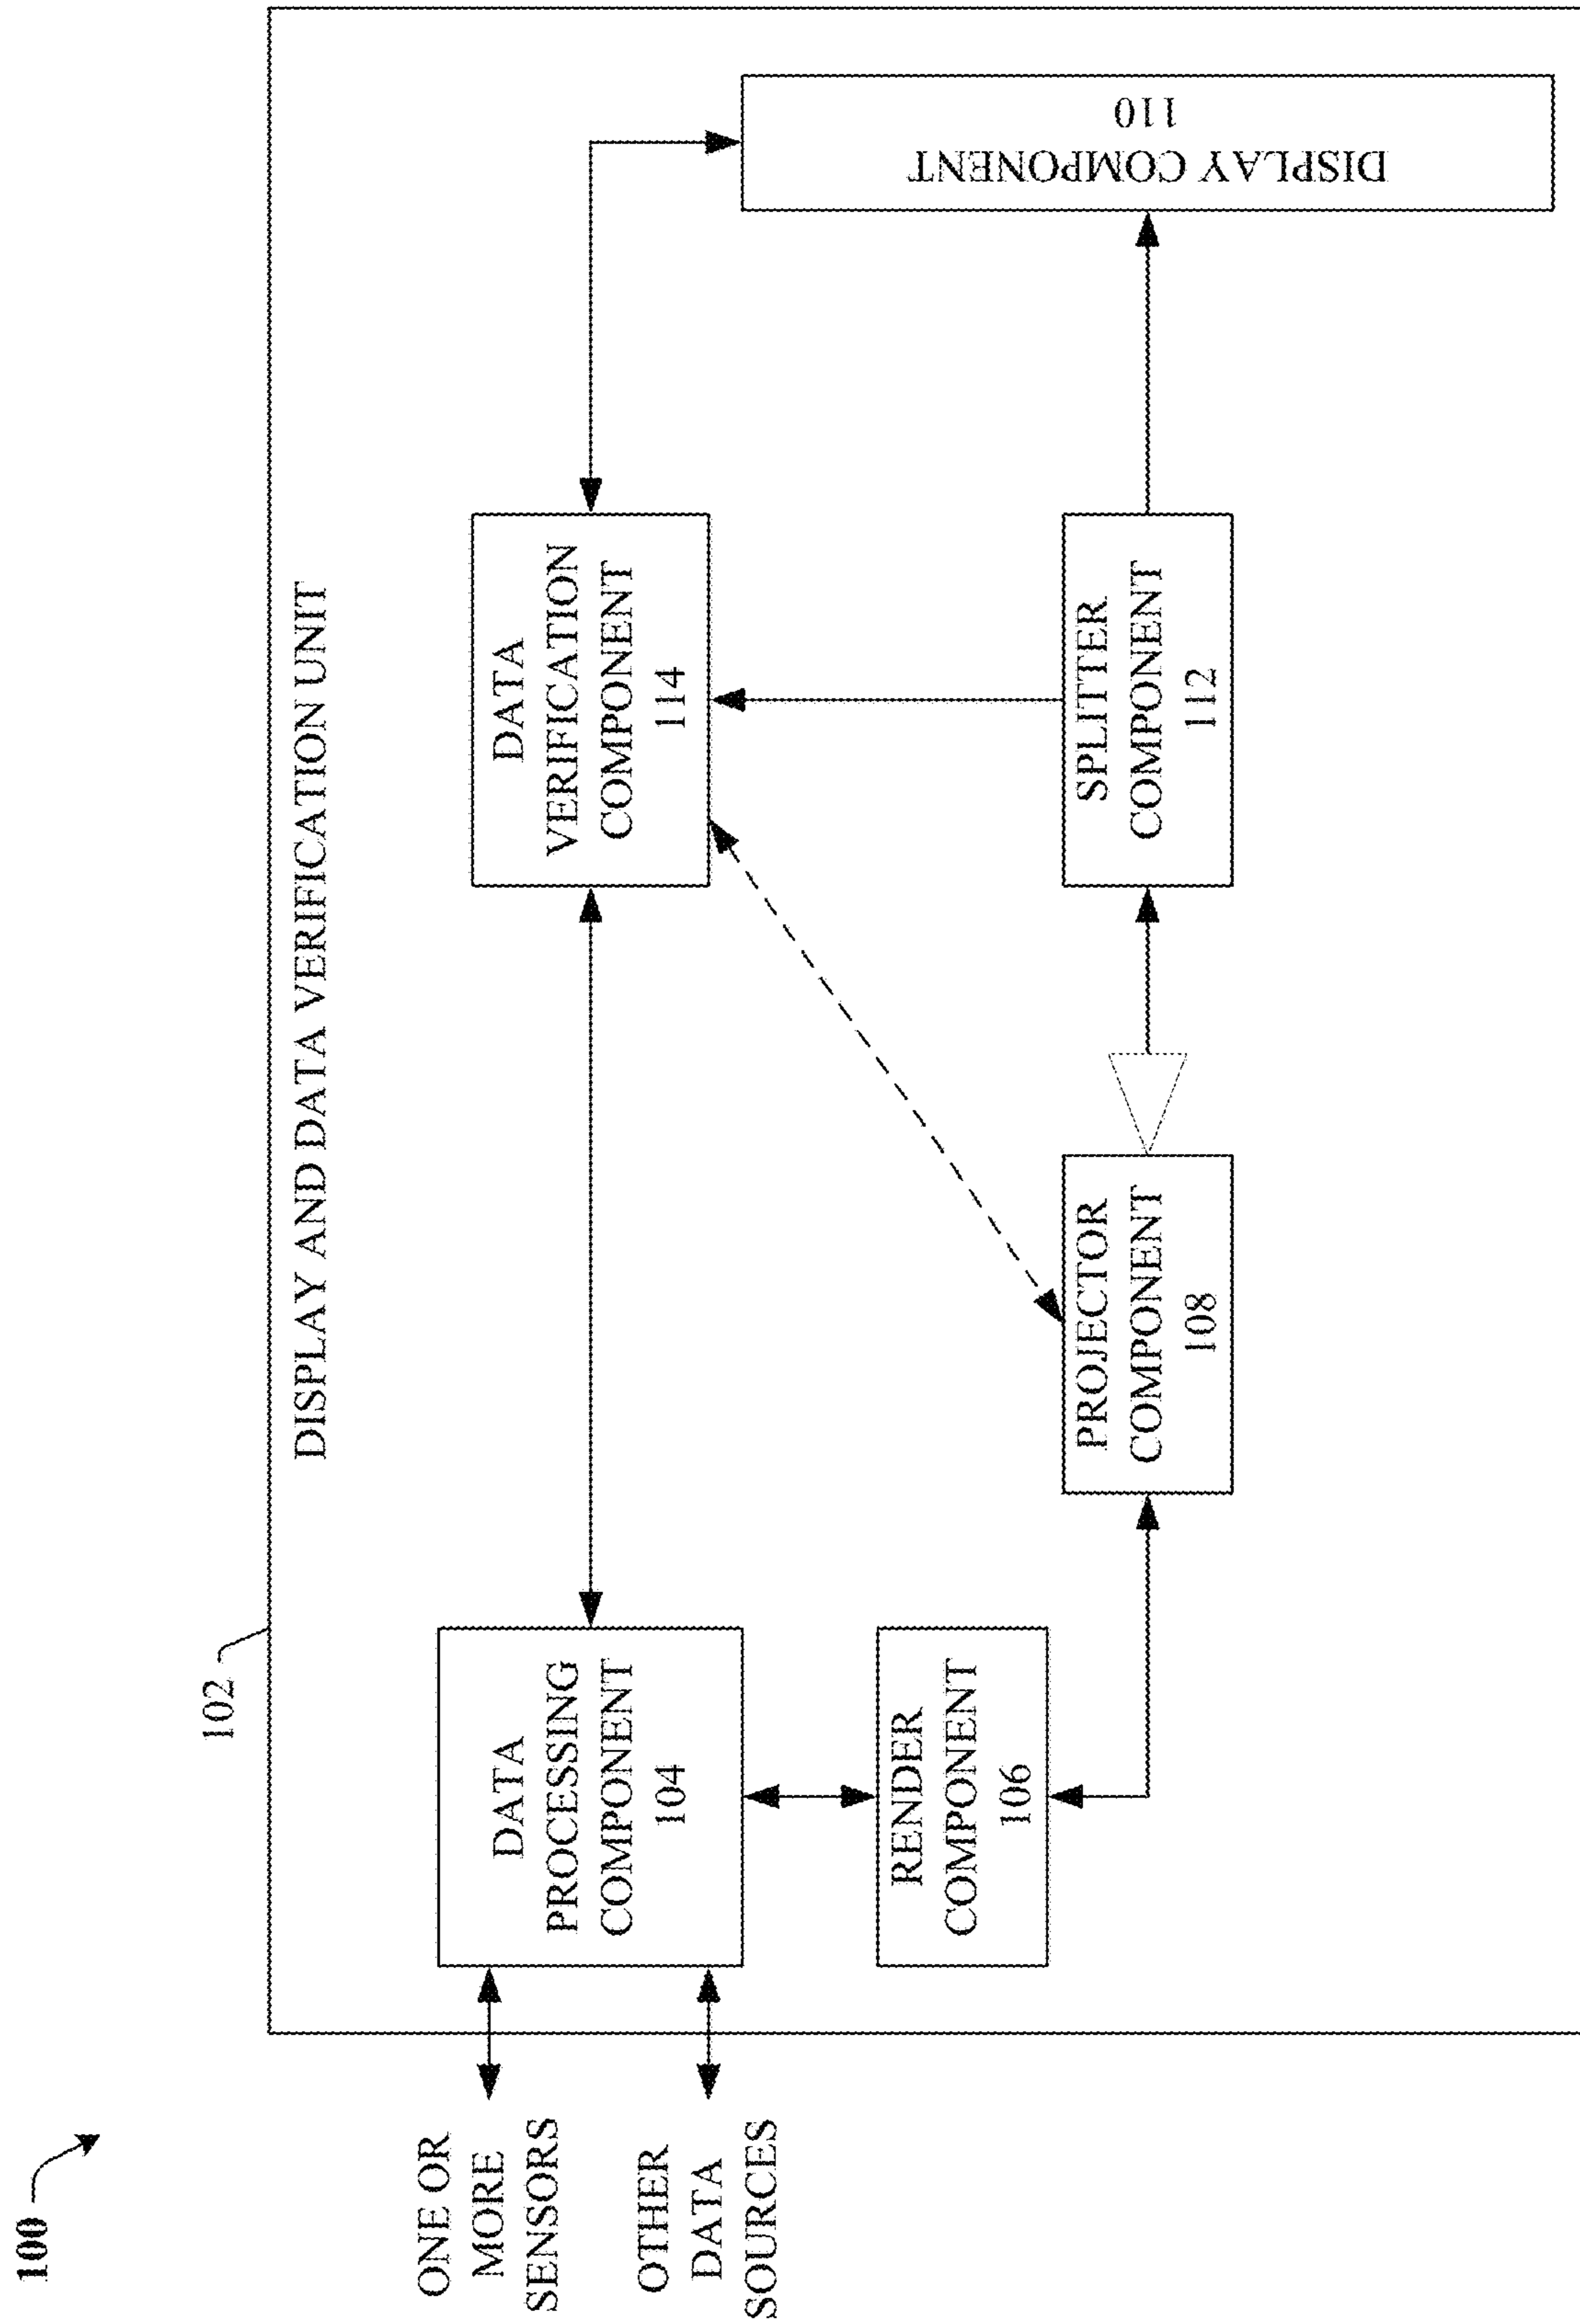 100
102
DISPLAY AND DATA VERIFICATION UNIT
ONE OR
MORE
SENSORS
OTHER
DATA
SOURCES
DATA
PROCESSING
COMPONENT
104
RENDER
COMPONENT
106
PROJECTOR
COMPONENT
108
DATA
VERIFICATION
COMPONENT
114
SPLITTER
COMPONENT
112
DISPLAY COMPONENT
110